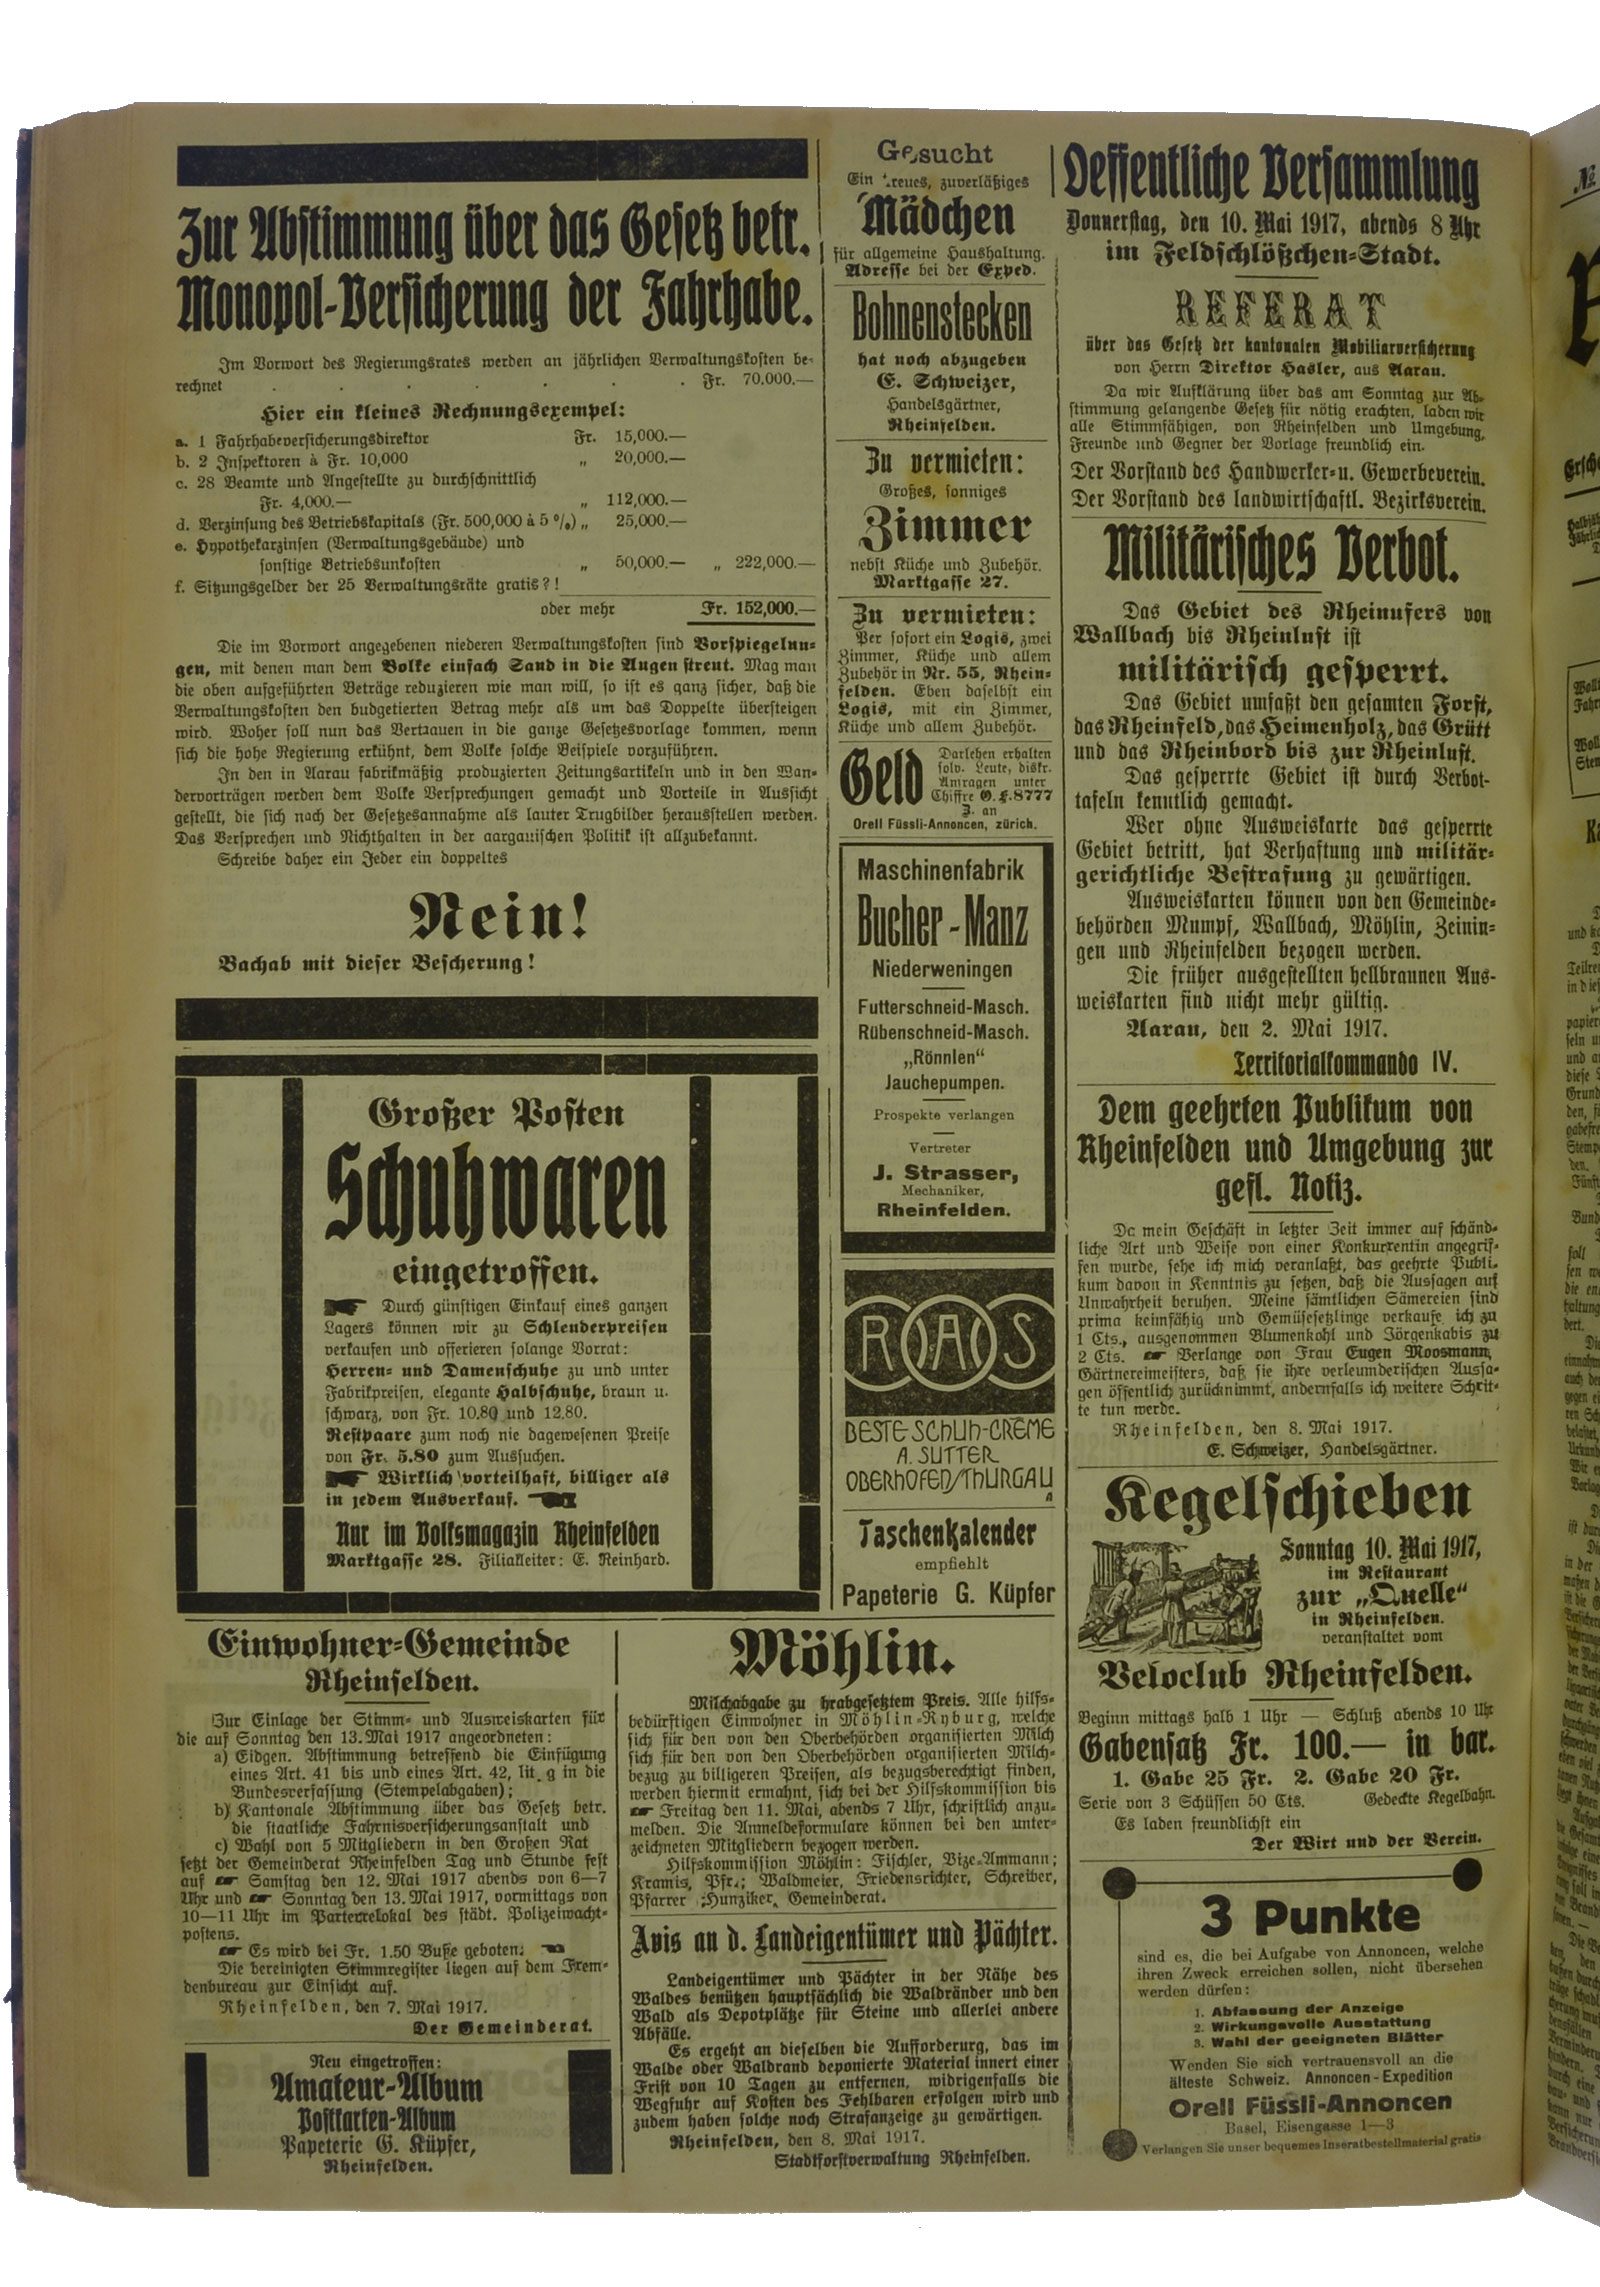 Zur Abstimmung über das Gesetz betr.
Monopol-Versicherung der Fahrhabe.
Im Vorwort des Regierungsrates werden an jährlichen Verwaltungskosten be-
rechnet . . . . . . . Fr. 70.000.—
Hier ein kleines Rechnungsexempel:
a. 1 Fahrhabeversicherungsdirektor Fr. 15,000.—
b. 2 Inspektoren à Fr. 10,000 „ 20,000.—
c. 28 Beamte und Angestellte zu durchschnittlich
Fr. 4,000.— „ 112,000.—
d. Verzinsung des Betriebskapitals (Fr. 500,000 à 5 %) „ 25,000.—
e. Hypothekarzinsen (Verwaltungsgebäude) und
sonstige Betriebsunkosten „ 50,000.— „ 222,000.—
f. Sitzungsgelder der 25 Verwaltungsräte gratis?!
oder mehr Fr. 152,000.—
Die im Vorwort angegebenen niederen Verwaltungskosten sind Vorspiegelun-
gen, mit denen man dem Volke einfach Sand in die Augen streut. Mag man
die oben aufgeführten Beträge reduzieren wie man will, so ist es ganz sicher, daß die
Verwaltungskosten den budgetierten Betrag mehr als um das Doppelte übersteigen
wird. Woher soll nun das Vertrauen in die ganze Gesetzesvorlage kommen, wenn
sich die hohe Regierung erkühnt, dem Volke solche Beispiele vorzuführen.
In den in Aarau fabrikmäßig produzierten Zeitungsartikeln und in den Wan-
dervorträgen werden dem Volke Versprechungen gemacht und Vorteile in Aussicht
gestellt, die sich nach der Gesetzesannahme als lauter Trugbilder herausstellen werden.
Das Versprechen und Nichthalten in der aargauischen Politik ist allzubekannt.
Schreibe daher ein Jeder ein doppeltes
Nein!
Bachab mit dieser Bescherung!
Großer Posten
Schuhwaren
eingetroffen.
Durch günstigen Einkauf eines ganzen
Lagers können wir zu Schleuderpreisen
verkaufen und offerieren solange Vorrat:
Herren- und Damenschuhe zu und unter
Fabrikpreisen, elegante Halbschuhe, braun u.
schwarz, von Fr. 10.80 und 12.80.
Restpaare zum noch nie dagewesenen Preise
von Fr. 5.80 zum Aussuchen.
Wirklich vorteilhaft, billiger als
in jedem Ausverkauf.
Nur im Volksmagazin Rheinfelden
Marktgasse 28. Filialleiter: E. Reinhard.
Einwohner-Gemeinde
Rheinfelden.
Zur Einlage der Stimm- und Ausweiskarten für
die auf Sonntag den 13. Mai 1917 angeordneten:
a) Eidgen. Abstimmung betreffend die Einfügung
eines Art. 41 bis und eines Art. 42, lit. g in die
Bundesverfassung (Stempelabgaben);
b) Kantonale Abstimmung über das Gesetz betr.
die staatliche Fahrnisversicherungsanstalt und
c) Wahl von 5 Mitgliedern in den Großen Rat
setzt der Gemeinderat Rheinfelden Tag und Stunde fest
auf Samstag den 12. Mai 1917 abends von 6—7
Uhr und Sonntag den 13. Mai 1917, vormittags von
10—11 Uhr im Parterrelokal des städt. Polizeiwacht-
postens.
Es wird bei Fr. 1.50 Buße geboten.
Die bereinigten Stimmregister liegen auf dem Frem-
denbureau zur Einsicht auf.
Rheinfelden, den 7. Mai 1917.
Der Gemeinderat.
Neu eingetroffen:
Amateur-Album
Postkarten-Album
Papeterie G. Küpfer,
Rheinfelden.
Gesucht
Ein treues, zuverläßiges
Mädchen
für allgemeine Haushaltung.
Adresse bei der Exped.
Bohnenstecken
hat noch abzugeben
E. Schweizer,
Handelsgärtner,
Rheinfelden.
Zu vermieten:
Großes, sonniges
Zimmer
nebst Küche und Zubehör.
Marktgasse 27.
Zu vermieten:
Per sofort ein Logis, zwei
Zimmer, Küche und allem
Zubehör in Nr. 55, Rhein-
felden. Eben daselbst ein
Logis, mit ein Zimmer,
Küche und allem Zubehör.
Geld
Darlehen erhalten
solv. Leute, diskr.
Anfragen unter
Chiffre O. F. 8777
Z. an
Orell Füssli-Annoncen, zürich.
Maschinenfabrik
Bucher-Manz
Niederweningen
Futterschneid-Masch.
Rübenschneid-Masch.
„Rönnlen“
Jauchepumpen.
Prospekte verlangen
Vertreter
J. Strasser,
Mechaniker,
Rheinfelden.
RAS
BESTE SCHUH-CREME
A. SUTTER
OBERHOFEN/THURGAU
Taschenkalender
empfiehlt
Papeterie G. Küpfer
Möhlin.
Milchabgabe zu hrabgesetztem Preis. Alle hilfs-
bedürftigen Einwohner in Möhlin-Ryburg, welche
sich für den von den Oberbehörden organisierten Milch
sich für den von den Oberbehörden organisierten Milch-
bezug zu billigeren Preisen, als bezugsberechtigt finden,
werden hiermit ermahnt, sich bei der Hilfskommission bis
Freitag den 11. Mai, abends 7 Uhr, schriftlich anzu-
melden. Die Anmeldeformulare können bei den unter-
zeichneten Mitgliedern bezogen werden.
Hilfskommission Möhlin: Fischler, Vize-Ammann;
Kramis, Pfr.; Waldmeier, Friedensrichter, Schreiber,
Pfarrer Hunziker, Gemeinderat.
Avis an d. Landeigentümer und Pächter.
Landeigentümer und Pächter in der Nähe des
Waldes benützen hauptsächlich die Waldränder und den
Wald als Depotplätze für Steine und allerlei andere
Abfälle.
Es ergeht an dieselben die Aufforderurg, das im
Walde oder Waldrand deponierte Material innert einer
Frist von 10 Tagen zu entfernen, widrigenfalls die
Wegfuhr auf Kosten des Fehlbaren erfolgen wird und
zudem haben solche noch Strafanzeige zu gewärtigen.
Rheinfelden, den 8. Mai 1917.
Stadtforstverwaltung Rheinfelden.
Oeffentliche Versammlung
Donnerstag, den 10. Mai 1917, abends 8 Uhr
im Feldschlößchen-Stadt.
REFERAT
über das Gesetz der kantonalen Mobiliarversicherung
von Herrn Direktor Hasler, aus Aarau.
Da wir Aufklärung über das am Sonntag zur Ab-
stimmung gelangende Gesetz für nötig erachten, laden wir
alle Stimmfähigen, von Rheinfelden und Umgebung,
Freunde und Gegner der Vorlage freundlich ein.
Der Vorstand des Handwerker- u. Gewerbeverein.
Der Vorstand des landwirtschaftl. Bezirksverein.
Militärisches Verbot.
Das Gebiet des Rheinufers von
Wallbach bis Rheinlust ist
militärisch gesperrt.
Das Gebiet umfaßt den gesamten Forst,
das Rheinfeld, das Heimenholz, das Grütt
und das Rheinbord bis zur Rheinlust.
Das gesperrte Gebiet ist durch Verbot-
tafeln kenntlich gemacht.
Wer ohne Ausweiskarte das gesperrte
Gebiet betritt, hat Verhaftung und militär-
gerichtliche Bestrafung zu gewärtigen.
Ausweiskarten können von den Gemeinde-
behörden Mumpf, Wallbach, Möhlin, Zeinin-
gen und Rheinfelden bezogen werden.
Die früher ausgestellten hellbraunen Aus-
weiskarten sind nicht mehr gültig.
Aarau, den 2. Mai 1917.
Territorialkommando IV.
Dem geehrten Publikum von
Rheinfelden und Umgebung zur
gefl. Notiz.
Da mein Geschäft in letzter Zeit immer auf schänd-
liche Art und Weise von einer Konkurrentin angegrif-
fen wurde, sehe ich mich veranlaßt, das geehrte Publi-
kum davon in Kenntnis zu setzen, daß die Aussagen auf
Unwahrheit beruhen. Meine sämtlichen Sämereien sind
prima keimfähig und Gemüsesetzlinge verkaufe ich zu
1 Cts., ausgenommen Blumenkohl und Jörgenkabis zu
2 Cts. Verlange von Frau Eugen Moosmann,
Gärtnereimeisters, daß sie ihre verleumderischen Aussa-
gen öffentlich zurücknimmt, andernfalls ich weitere Schrit-
te tun werde.
Rheinfelden, den 8. Mai 1917.
E. Schweizer, Handelsgärtner.
Kegelschieben
Sonntag 10. Mai 1917,
im Restaurant
zur „Quelle“
in Rheinfelden.
veranstaltet vom
Veloclub Rheinfelden.
Beginn mittags halb 1 Uhr — Schluß abends 10 Uhr
Gabensatz Fr. 100.— in bar.
1. Gabe 25 Fr. 2. Gabe 20 Fr.
Serie von 3 Schüssen 50 Cts. Gedeckte Kegelbahn.
Es laden freundlichst ein
Der Wirt und der Verein.
3 Punkte
sind es, die bei Aufgabe von Annoncen, welche
ihren Zweck erreichen sollen, nicht übersehen
werden dürfen:
1. Abfassung der Anzeige
2. Wirkungsvolle Ausstattung
3. Wahl der geeigneten Blätter
Wenden Sie sich vertrauensvoll an die
älteste Schweiz. Annoncen-Expedition
Orell Füssli-Annoncen
Basel, Eisengasse 1—3
Verlangen Sie unser bequemes Inseratbestellmaterial gratis
№